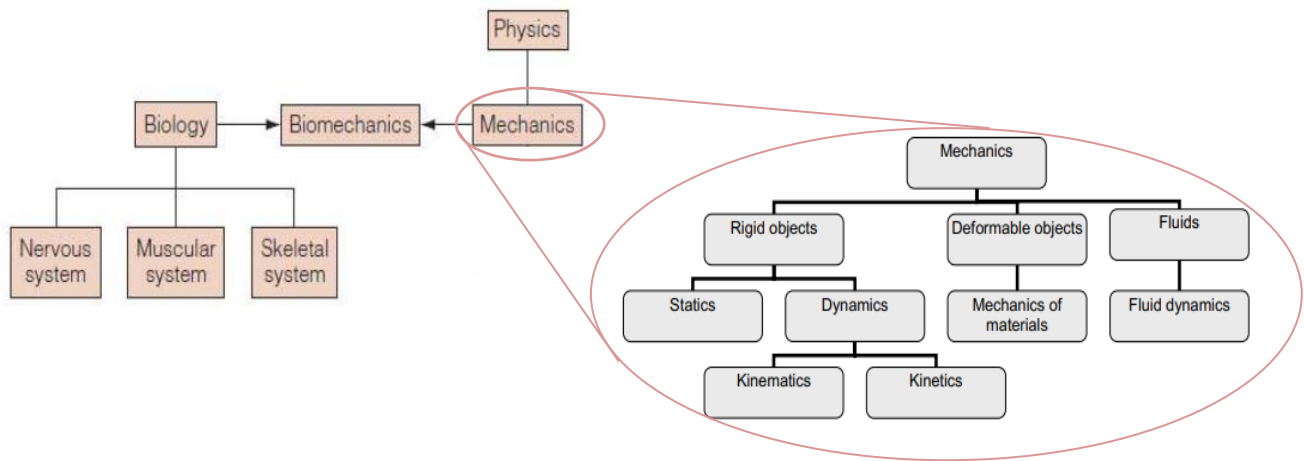 Physics
Biology
Biomechanics
Mechanics
Nervous
system
Muscular
system
Skeletal
system
Mechanics
Rigid objects
Deformable objects
Fluids
Statics
Dynamics
Mechanics of
materials
Fluid dynamics
Kinematics
Kinetics